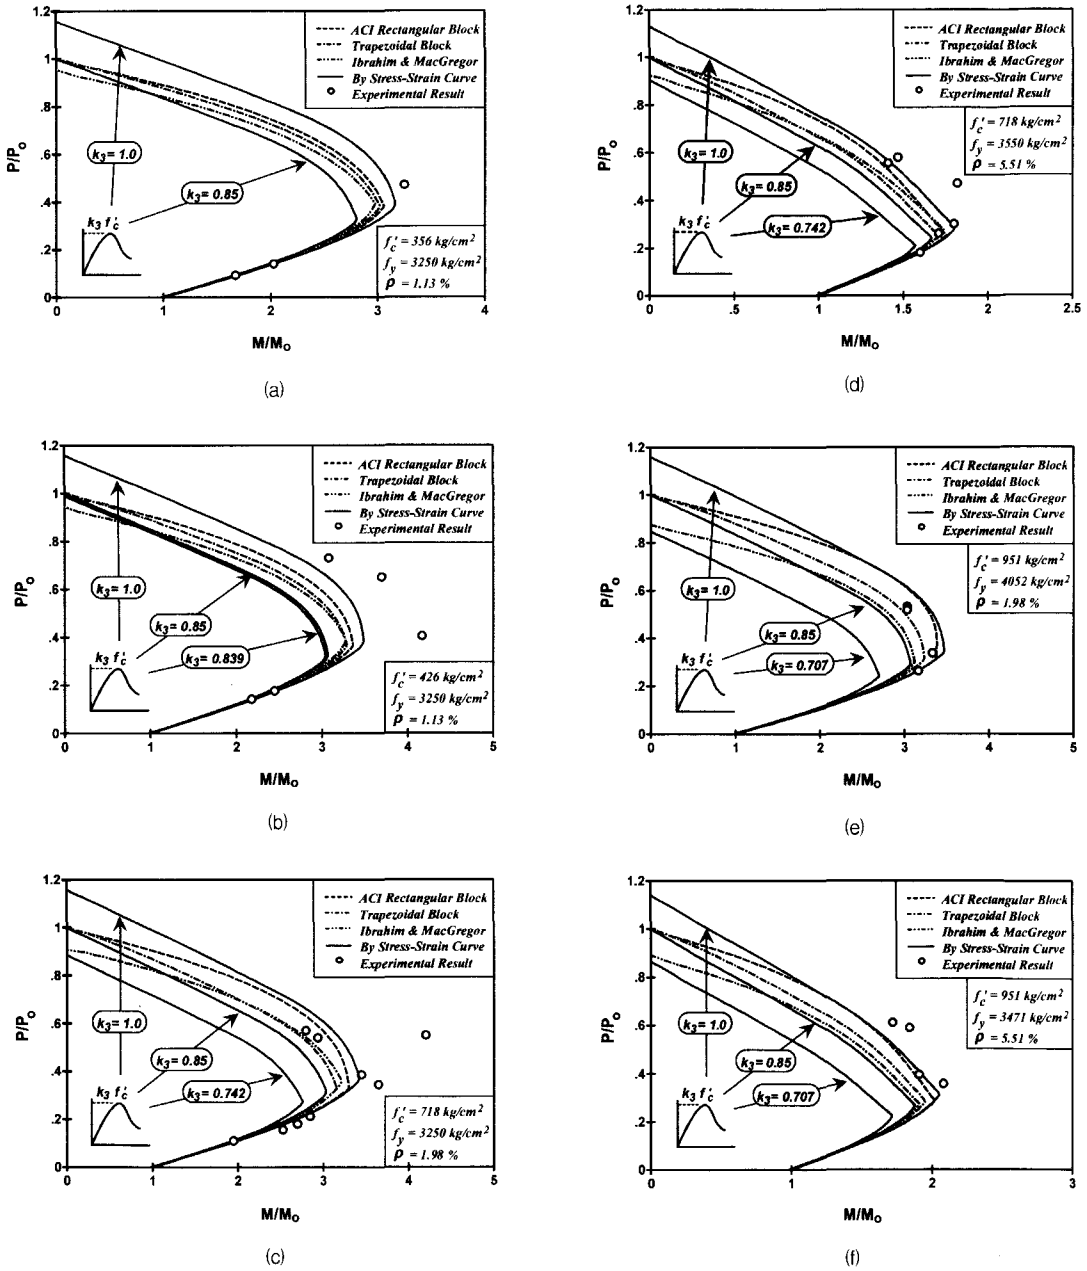 1.2
1
.8
.6
.4
.2
0
P/Po
ACI Rectangular Block
Trapezoidal Block
Ibrahim & MacGregor
By Stress-Strain Curve
Experimental Result
k3= 1.0
k3= 0.85
k3 f'c
f'c = 356 kg/cm2
fy = 3250 kg/cm2
ρ = 1.13 %
0 1 2 3 4
M/Mo
(a)
1.2
1
.8
.6
.4
.2
0
P/Po
ACI Rectangular Block
Trapezoidal Block
Ibrahim & MacGregor
By Stress-Strain Curve
Experimental Result
f'c = 718 kg/cm2
fy = 3550 kg/cm2
ρ = 5.51 %
k3= 1.0
k3= 0.85
k3= 0.742
k3 f'c
0 .5 1 1.5 2 2.5
M/Mo
(d)
1.2
1
.8
.6
.4
.2
0
P/Po
ACI Rectangular Block
Trapezoidal Block
Ibrahim & MacGregor
By Stress-Strain Curve
Experimental Result
k3= 1.0
k3= 0.85
k3= 0.839
k3 f'c
f'c = 426 kg/cm2
fy = 3250 kg/cm2
ρ = 1.13 %
0 1 2 3 4 5
M/Mo
(b)
1.2
1
.8
.6
.4
.2
0
P/Po
ACI Rectangular Block
Trapezoidal Block
Ibrahim & MacGregor
By Stress-Strain Curve
Experimental Result
f'c = 951 kg/cm2
fy = 4052 kg/cm2
ρ = 1.98 %
k3= 1.0
k3= 0.85
k3= 0.707
k3 f'c
0 1 2 3 4 5
M/Mo
(e)
1.2
1
.8
.6
.4
.2
0
P/Po
ACI Rectangular Block
Trapezoidal Block
Ibrahim & MacGregor
By Stress-Strain Curve
Experimental Result
k3= 1.0
k3= 0.85
k3= 0.742
k3 f'c
f'c = 718 kg/cm2
fy = 3250 kg/cm2
ρ = 1.98 %
0 1 2 3 4 5
M/Mo
(c)
1.2
1
.8
.6
.4
.2
0
P/Po
ACI Rectangular Block
Trapezoidal Block
Ibrahim & MacGregor
By Stress-Strain Curve
Experimental Result
f'c = 951 kg/cm2
fy = 3471 kg/cm2
ρ = 5.51 %
k3= 1.0
k3= 0.85
k3= 0.707
k3 f'c
0 1 2 3
M/Mo
(f)